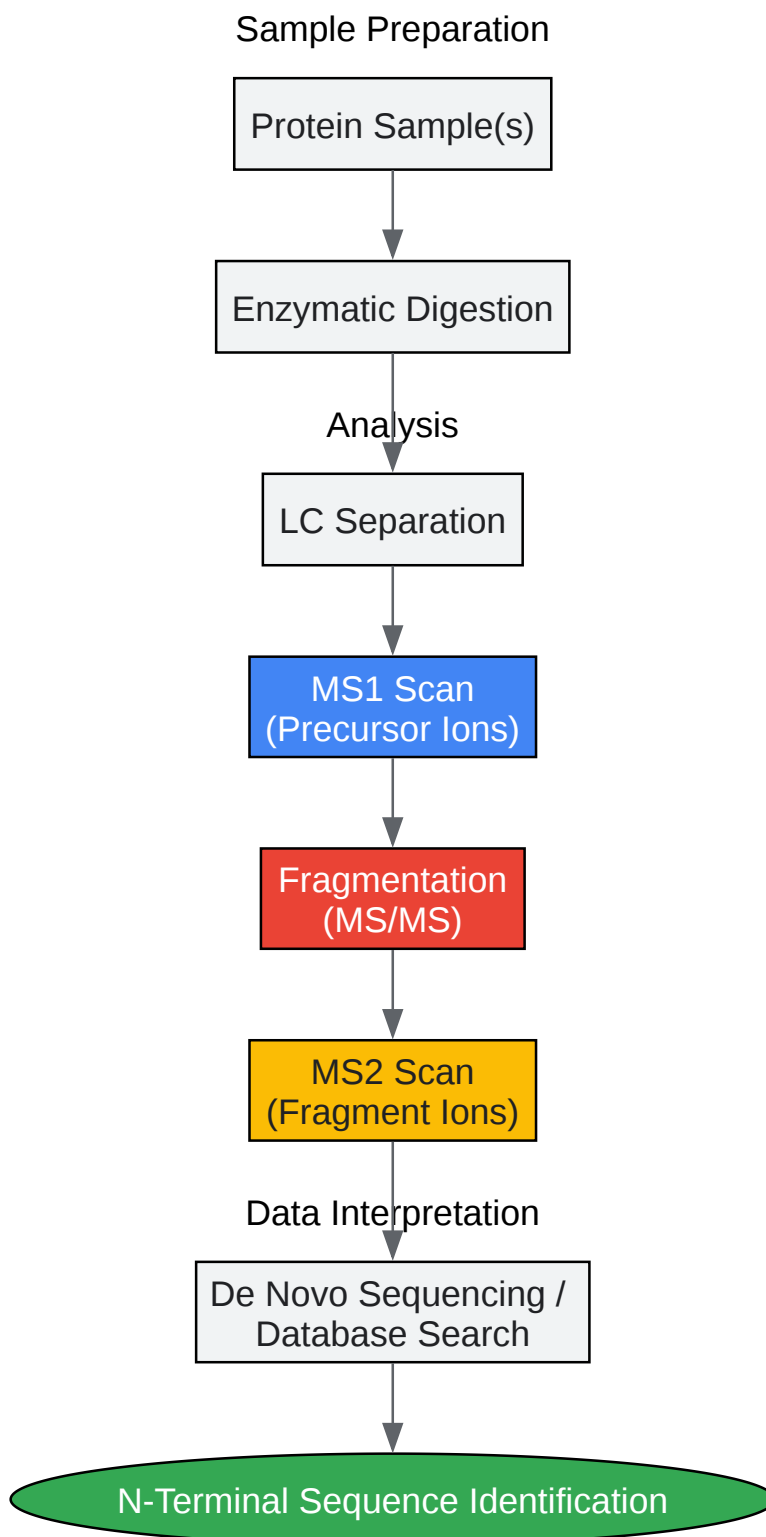 Sample Preparation
Protein Sample(s)
Enzymatic Digestion
Analysis
LC Separation
MS1 Scan
(Precursor Ions)
Fragmentation
(MS/MS)
MS2 Scan
(Fragment Ions)
Data Interpretation
De Novo Sequencing /
Database Search
N-Terminal Sequence Identification